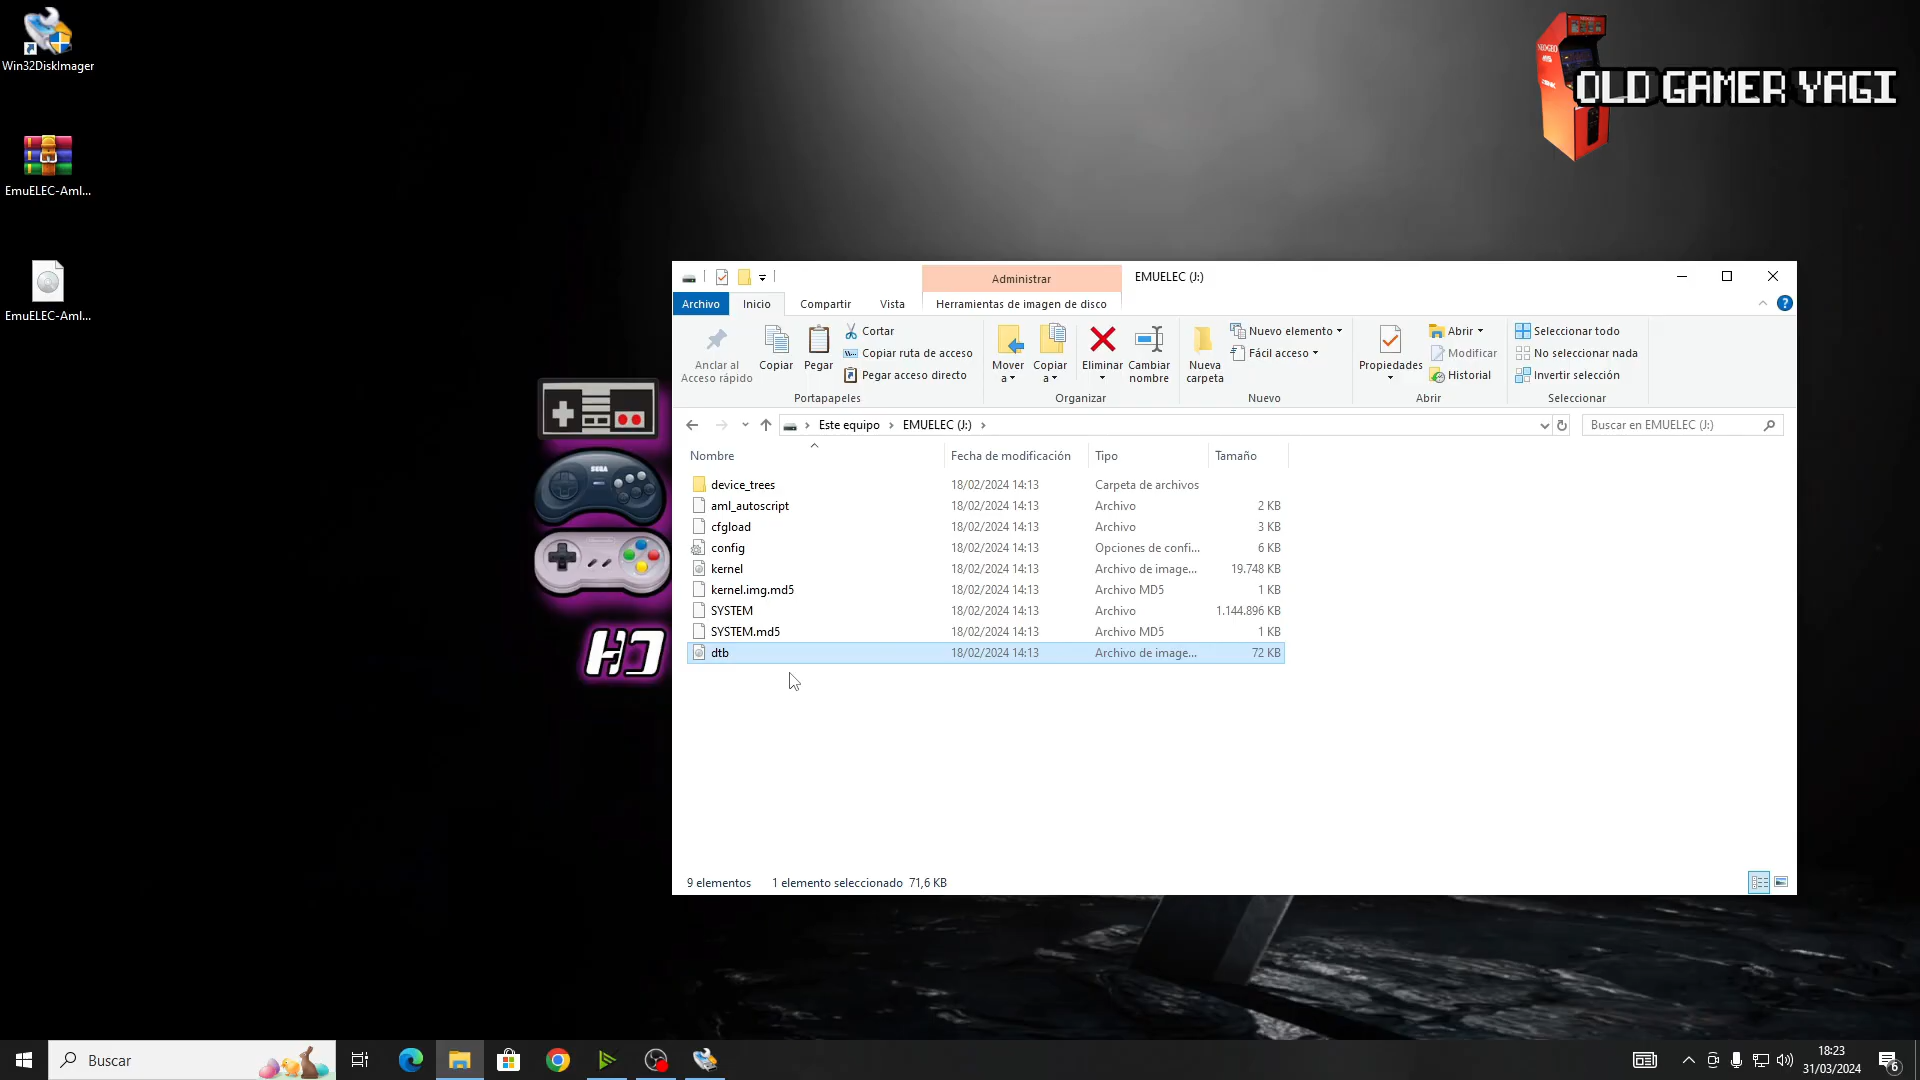 Win32DiskImager
EmuELEC-Aml...
EmuELEC-Aml...
OLD GAMER YAGI
HD
Administrar
EMUELEC (J:)
Archivo
Inicio
Compartir
Vista
Herramientas de imagen de disco
Anclar al
Acceso rápido
Copiar
Pegar
Cortar
Copiar ruta de acceso
Pegar acceso directo
Portapapeles
Mover
a
Copiar
a
Eliminar
Cambiar
nombre
Organizar
Nueva
carpeta
Nuevo elemento
Fácil acceso
Nuevo
Propiedades
Abrir
Modificar
Historial
Abrir
Seleccionar todo
No seleccionar nada
Invertir selección
Seleccionar
Este equipo > EMUELEC (J:) >
Buscar en EMUELEC (J:)
Nombre Fecha de modificación Tipo Tamaño
device_trees 18/02/2024 14:13 Carpeta de archivos
aml_autoscript 18/02/2024 14:13 Archivo 2 KB
cfgload 18/02/2024 14:13 Archivo 3 KB
config 18/02/2024 14:13 Opciones de confi... 6 KB
kernel 18/02/2024 14:13 Archivo de image... 19.748 KB
kernel.img.md5 18/02/2024 14:13 Archivo MD5 1 KB
SYSTEM 18/02/2024 14:13 Archivo 1.144.896 KB
SYSTEM.md5 18/02/2024 14:13 Archivo MD5 1 KB
dtb 18/02/2024 14:13 Archivo de image... 72 KB
9 elementos 1 elemento seleccionado 71,6 KB
Buscar
18:23
31/03/2024
6